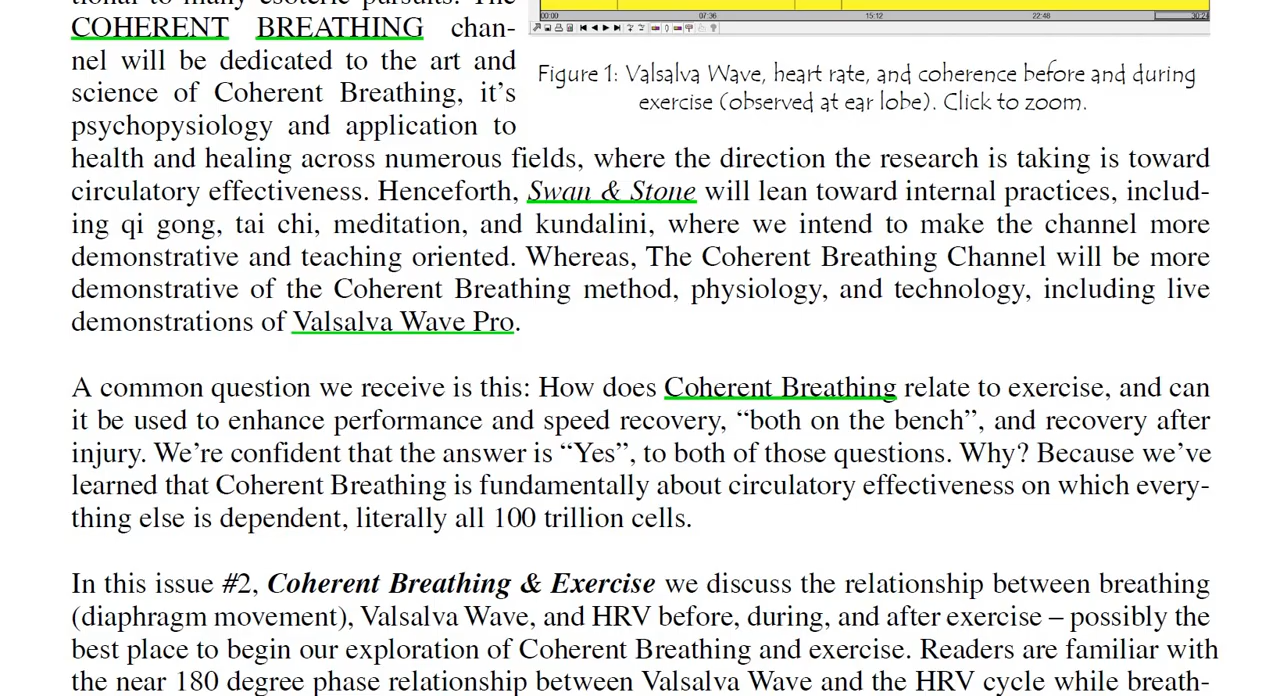 tional to many esoteric pursuits. The
COHERENT BREATHING chan-
nel will be dedicated to the art and
science of Coherent Breathing, it's
psychopysiology and application to
00:00 07:36 15:12 22:48 30:24
Figure 1: Valsalva Wave, heart rate, and coherence before and during
exercise (observed at ear lobe). Click to zoom.
health and healing across numerous fields, where the direction the research is taking is toward
circulatory effectiveness. Henceforth, Swan & Stone will lean toward internal practices, includ-
ing qi gong, tai chi, meditation, and kundalini, where we intend to make the channel more
demonstrative and teaching oriented. Whereas, The Coherent Breathing Channel will be more
demonstrative of the Coherent Breathing method, physiology, and technology, including live
demonstrations of Valsalva Wave Pro.
A common question we receive is this: How does Coherent Breathing relate to exercise, and can
it be used to enhance performance and speed recovery, “both on the bench”, and recovery after
injury. We’re confident that the answer is “Yes”, to both of those questions. Why? Because we’ve
learned that Coherent Breathing is fundamentally about circulatory effectiveness on which every-
thing else is dependent, literally all 100 trillion cells.
In this issue #2, Coherent Breathing & Exercise we discuss the relationship between breathing
(diaphragm movement), Valsalva Wave, and HRV before, during, and after exercise – possibly the
best place to begin our exploration of Coherent Breathing and exercise. Readers are familiar with
the near 180 degree phase relationship between Valsalva Wave and the HRV cycle while breath-